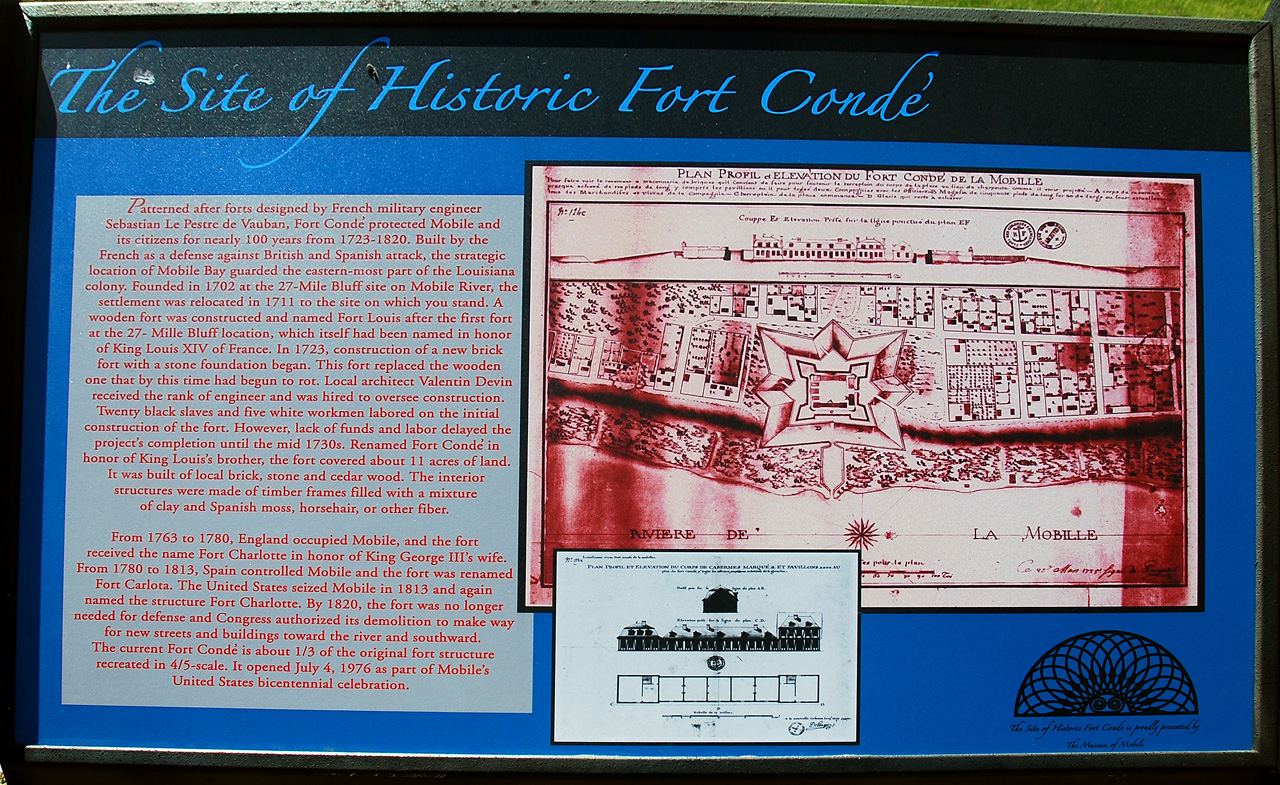 The Site of Historic Fort Condé
Patterned after forts designed by French military engineer
Sebastian Le Pestre de Vauban, Fort Condé protected Mobile and
its citizens for nearly 100 years from 1723-1820. Built by the
French as a defense against British and Spanish attack, the strategic
location of Mobile Bay guarded the eastern-most part of the Louisiana
colony. Founded in 1702 at the 27-Mile Bluff site on Mobile River, the
settlement was relocated in 1711 to the site on which you stand. A
wooden fort was constructed and named Fort Louis after the first fort
at the 27- Mille Bluff location, which itself had been named in honor
of King Louis XIV of France. In 1723, construction of a new brick
fort with a stone foundation began. This fort replaced the wooden
one that by this time had begun to rot. Local architect Valentin Devin
received the rank of engineer and was hired to oversee construction.
Twenty black slaves and five white workmen labored on the initial
construction of the fort. However, lack of funds and labor delayed the
project's completion until the mid 1730s. Renamed Fort Condé in
honor of King Louis's brother, the fort covered about 11 acres of land.
It was built of local brick, stone and cedar wood. The interior
structures were made of timber frames filled with a mixture
of clay and Spanish moss, horsehair, or other fiber.
From 1763 to 1780, England occupied Mobile, and the fort
received the name Fort Charlotte in honor of King George III's wife.
From 1780 to 1813, Spain controlled Mobile and the fort was renamed
Fort Carlota. The United States seized Mobile in 1813 and again
named the structure Fort Charlotte. By 1820, the fort was no longer
needed for defense and Congress authorized its demolition to make way
for new streets and buildings toward the river and southward.
The current Fort Condé is about 1/3 of the original fort structure
recreated in 4/5-scale. It opened July 4, 1976 as part of Mobile's
United States bicentennial celebration.
PLAN PROFIL et ELEVATION DU FORT CONDÉ DE LA MOBILLE
Couppe Et Elevation Prise sur la ligne ponctué du plan EF
RIVIERE DE LA MOBILLE
PLAN PROFIL ET ELEVATION DU CORPS DE CASERNES MARQUÉ ET PAVILLONS
The Site of Historic Fort Condé is proudly presented by
The Museum of Mobile